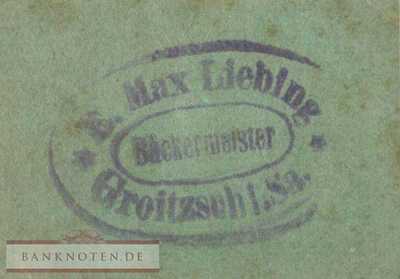 E. Max Liebing
Bäckermeister
* Groitzsch i. Sa. *
BANKNOTEN.DE